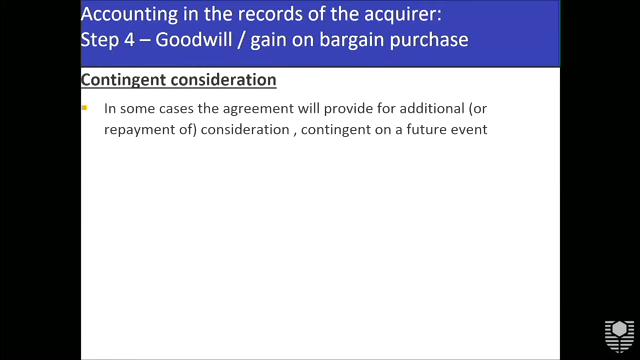 Accounting in the records of the acquirer:
Step 4 – Goodwill / gain on bargain purchase
Contingent consideration
In some cases the agreement will provide for additional (or
repayment of) consideration , contingent on a future event